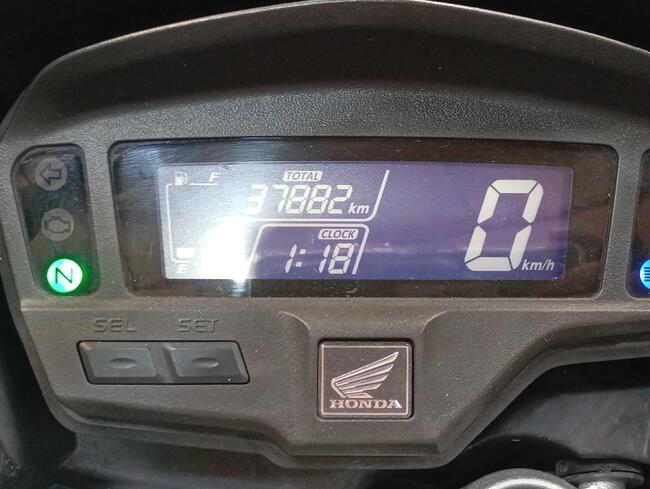 F TOTAL
37882 km
CLOCK
E 1:18
0 km/h
N
SEL SET
HONDA